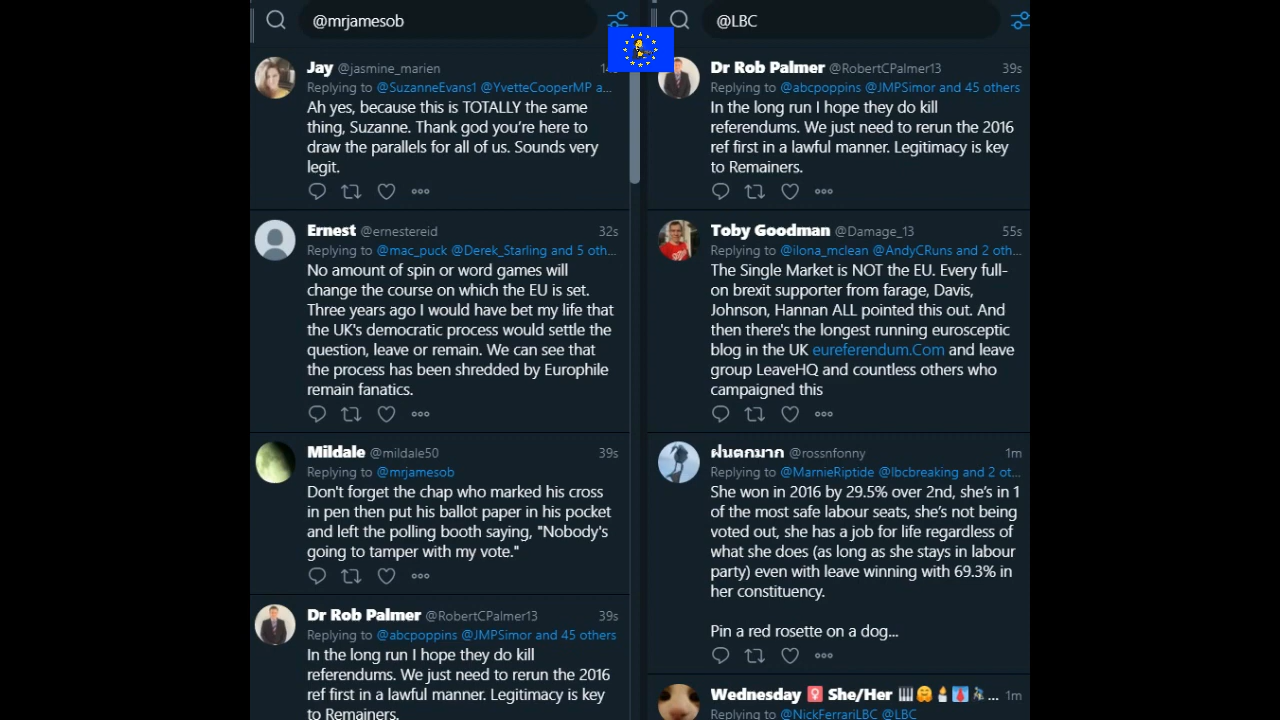 @mrjamesob
Jay @jasmine_marien
Replying to @SuzanneEvans1 @YvetteCooperMP a...
Ah yes, because this is TOTALLY the same
thing, Suzanne. Thank god you're here to
draw the parallels for all of us. Sounds very
legit.
Ernest @ernestereid 32s
Replying to @mac_puck @Derek_Starling and 5 oth...
No amount of spin or word games will
change the course on which the EU is set.
Three years ago I would have bet my life that
the UK's democratic process would settle the
question, leave or remain. We can see that
the process has been shredded by Europhile
remain fanatics.
Mildale @mildale50 39s
Replying to @mrjamesob
Don't forget the chap who marked his cross
in pen then put his ballot paper in his pocket
and left the polling booth saying, "Nobody's
going to tamper with my vote."
Dr Rob Palmer @RobertCPalmer13 39s
Replying to @abcpoppins @JMPSimor and 45 others
In the long run I hope they do kill
referendums. We just need to rerun the 2016
ref first in a lawful manner. Legitimacy is key
to Remainers.
@LBC
Dr Rob Palmer @RobertCPalmer13 39s
Replying to @abcpoppins @JMPSimor and 45 others
In the long run I hope they do kill
referendums. We just need to rerun the 2016
ref first in a lawful manner. Legitimacy is key
to Remainers.
Toby Goodman @Damage_13 55s
Replying to @ilona_mclean @AndyCRuns and 2 oth...
The Single Market is NOT the EU. Every full-
on brexit supporter from farage, Davis,
Johnson, Hannan ALL pointed this out. And
then there's the longest running eurosceptic
blog in the UK eureferendum.Com and leave
group LeaveHQ and countless others who
campaigned this
ฝนตกมาก @rossnfonny 1m
Replying to @MarnieRiptide @lbcbreaking and 2 ot...
She won in 2016 by 29.5% over 2nd, she's in 1
of the most safe labour seats, she's not being
voted out, she has a job for life regardless of
what she does (as long as she stays in labour
party) even with leave winning with 69.3% in
her constituency.
Pin a red rosette on a dog...
Wednesday She/Her ... 1m
Replying to @NickFerrariLBC @LBC